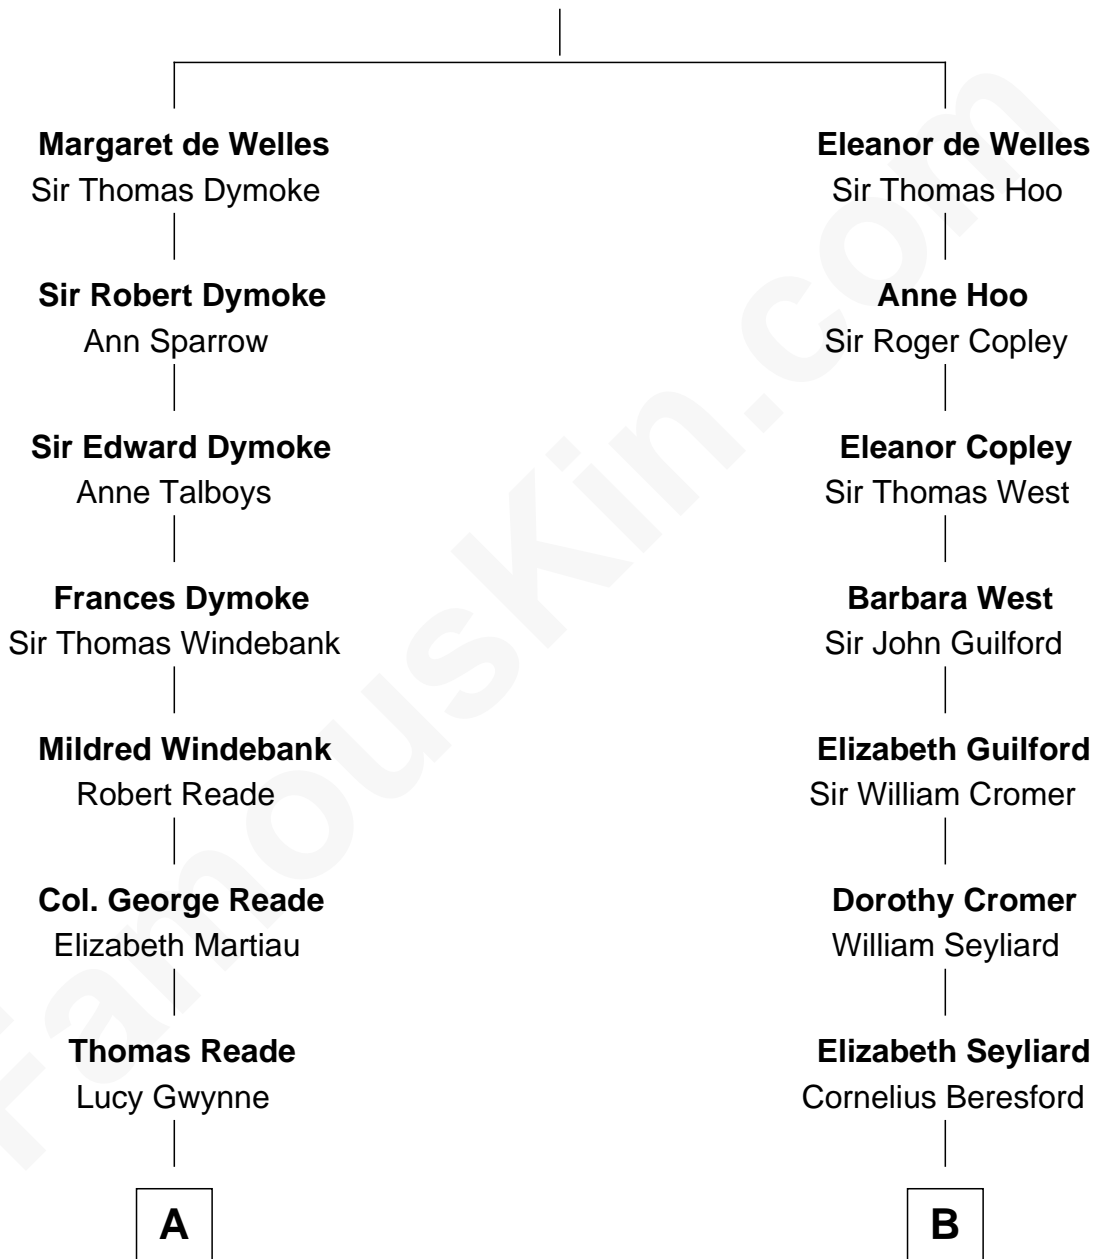 Margaret de Welles
Sir Thomas Dymoke
Sir Robert Dymoke
Ann Sparrow
Sir Edward Dymoke
Anne Talboys
Frances Dymoke
Sir Thomas Windebank
Mildred Windebank
Robert Reade
Col. George Reade
Elizabeth Martiau
Thomas Reade
Lucy Gwynne
A
Eleanor de Welles
Sir Thomas Hoo
Anne Hoo
Sir Roger Copley
Eleanor Copley
Sir Thomas West
Barbara West
Sir John Guilford
Elizabeth Guilford
Sir William Cromer
Dorothy Cromer
William Seyliard
Elizabeth Seyliard
Cornelius Beresford
B
FamousKin.com